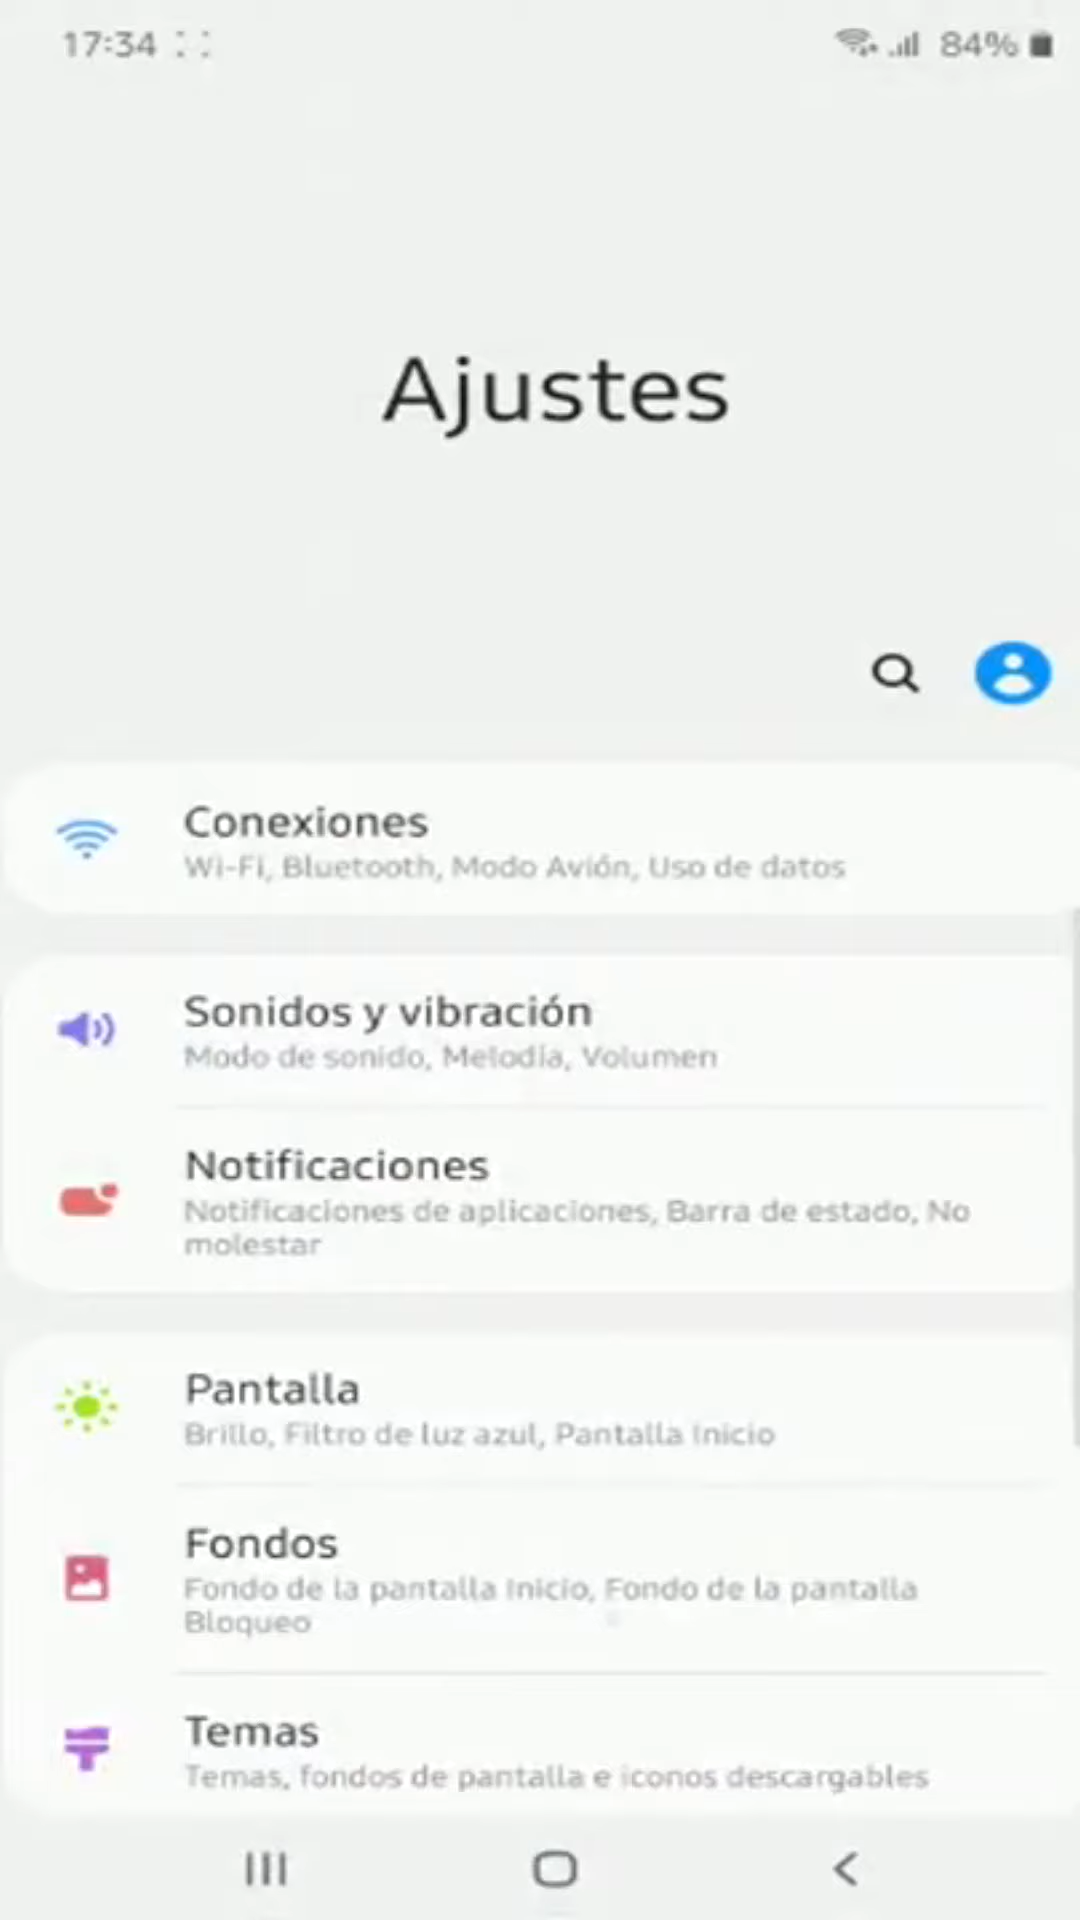 17:34
84%
Ajustes
Conexiones
Wi-Fi, Bluetooth, Modo Avión, Uso de datos
Sonidos y vibración
Modo de sonido, Melodía, Volumen
Notificaciones
Notificaciones de aplicaciones, Barra de estado, No
molestar
Pantalla
Brillo, Filtro de luz azul, Pantalla Inicio
Fondos
Fondo de la pantalla Inicio, Fondo de la pantalla
Bloqueo
Temas
Temas, fondos de pantalla e iconos descargables